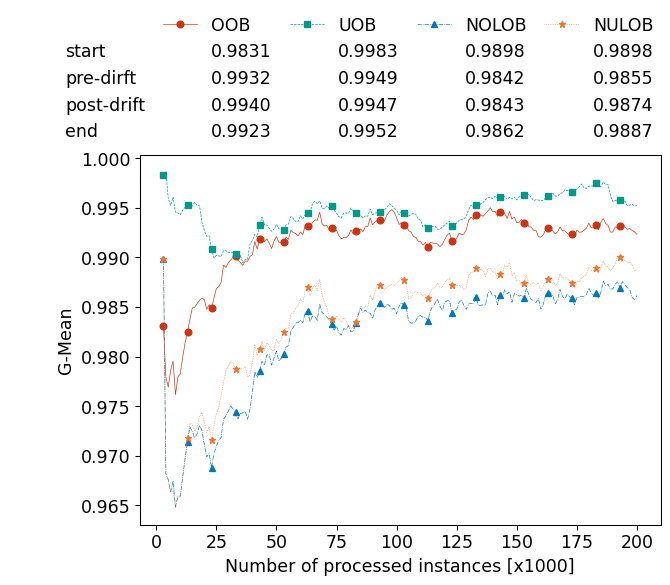 OOB UOB NOLOB NULOB
start 0.9831 0.9983 0.9898 0.9898
pre-dirft 0.9932 0.9949 0.9842 0.9855
post-drift 0.9940 0.9947 0.9843 0.9874
end 0.9923 0.9952 0.9862 0.9887
1.000
0.995
0.990
0.985
0.980
0.975
0.970
0.965
G-Mean
0 25 50 75 100 125 150 175 200
Number of processed instances [x1000]